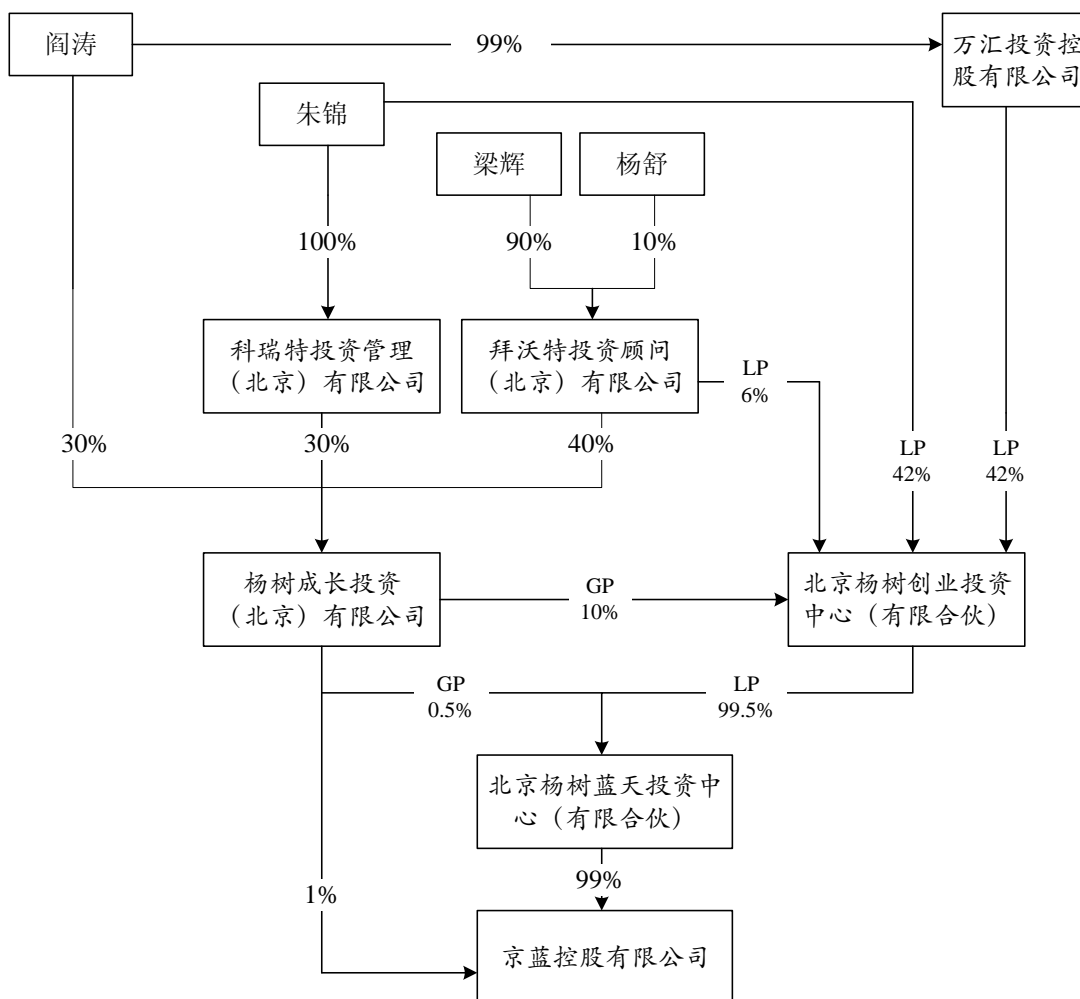 阎涛
99%
万汇投资控
股有限公司
朱锦
梁辉
杨舒
100%
90%
10%
科瑞特投资管理
（北京）有限公司
拜沃特投资顾问
（北京）有限公司
LP
6%
30%
30%
40%
LP
42%
LP
42%
杨树成长投资
（北京）有限公司
GP
10%
北京杨树创业投资
中心（有限合伙）
GP
0.5%
LP
99.5%
北京杨树蓝天投资中
心（有限合伙）
1%
99%
京蓝控股有限公司